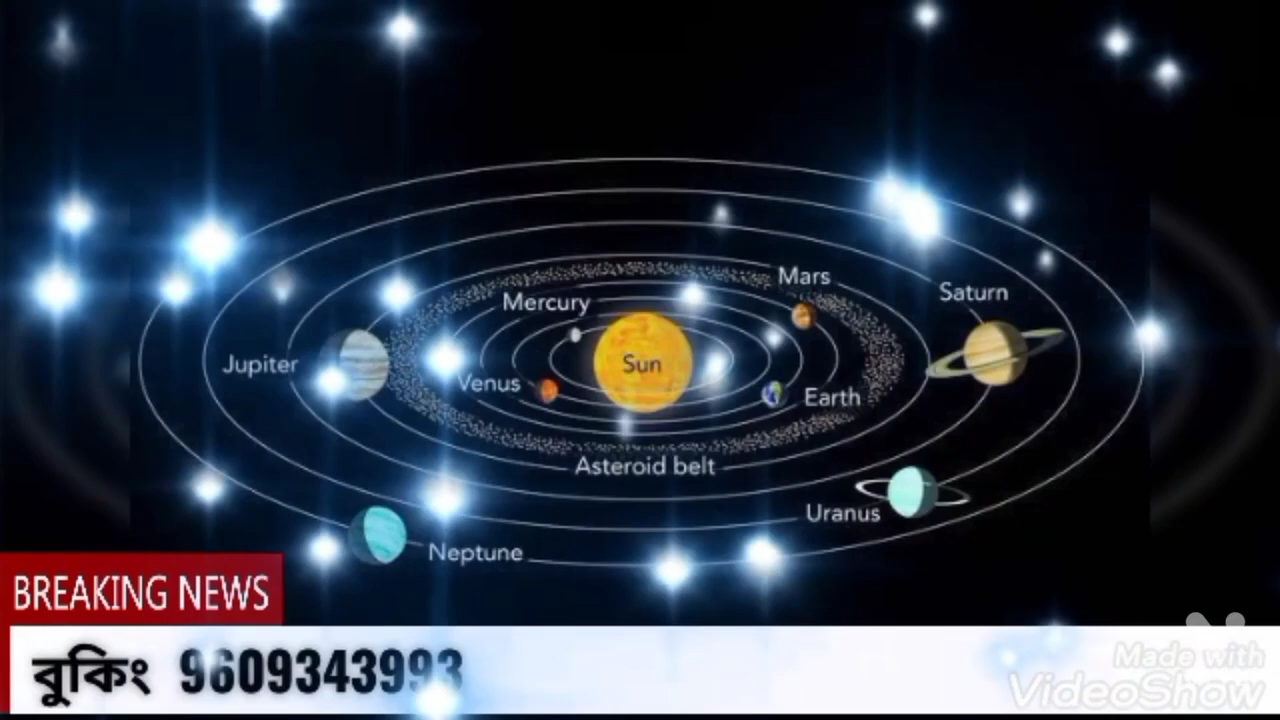 Mars
Saturn
Mercury
Sun
Jupiter
Venus
Earth
Asteroid belt
Uranus
Neptune
BREAKING NEWS
বুকিং 9609343993
Made with
VideoShow